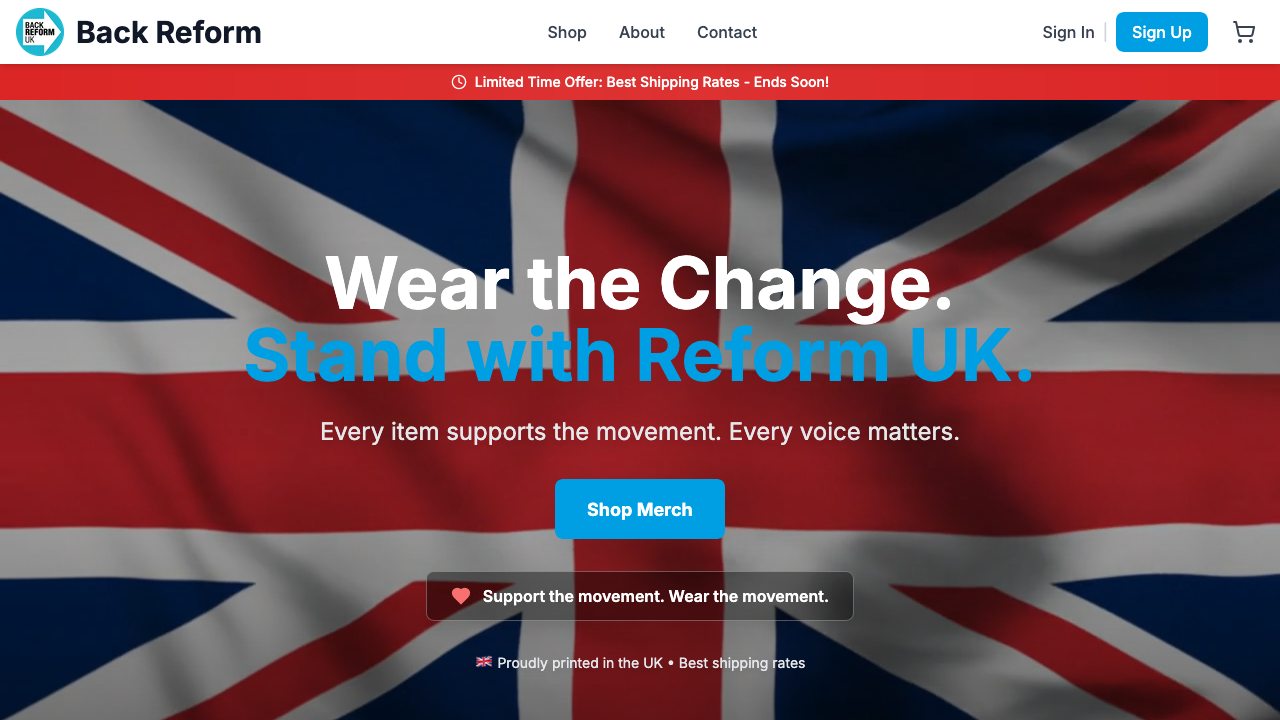 BACK
REFORM
UK
Back Reform
Shop
About
Contact
Sign In
Sign Up
Limited Time Offer: Best Shipping Rates - Ends Soon!
Wear the Change.
Stand with Reform UK.
Every item supports the movement. Every voice matters.
Shop Merch
Support the movement. Wear the movement.
🇬🇧 Proudly printed in the UK • Best shipping rates